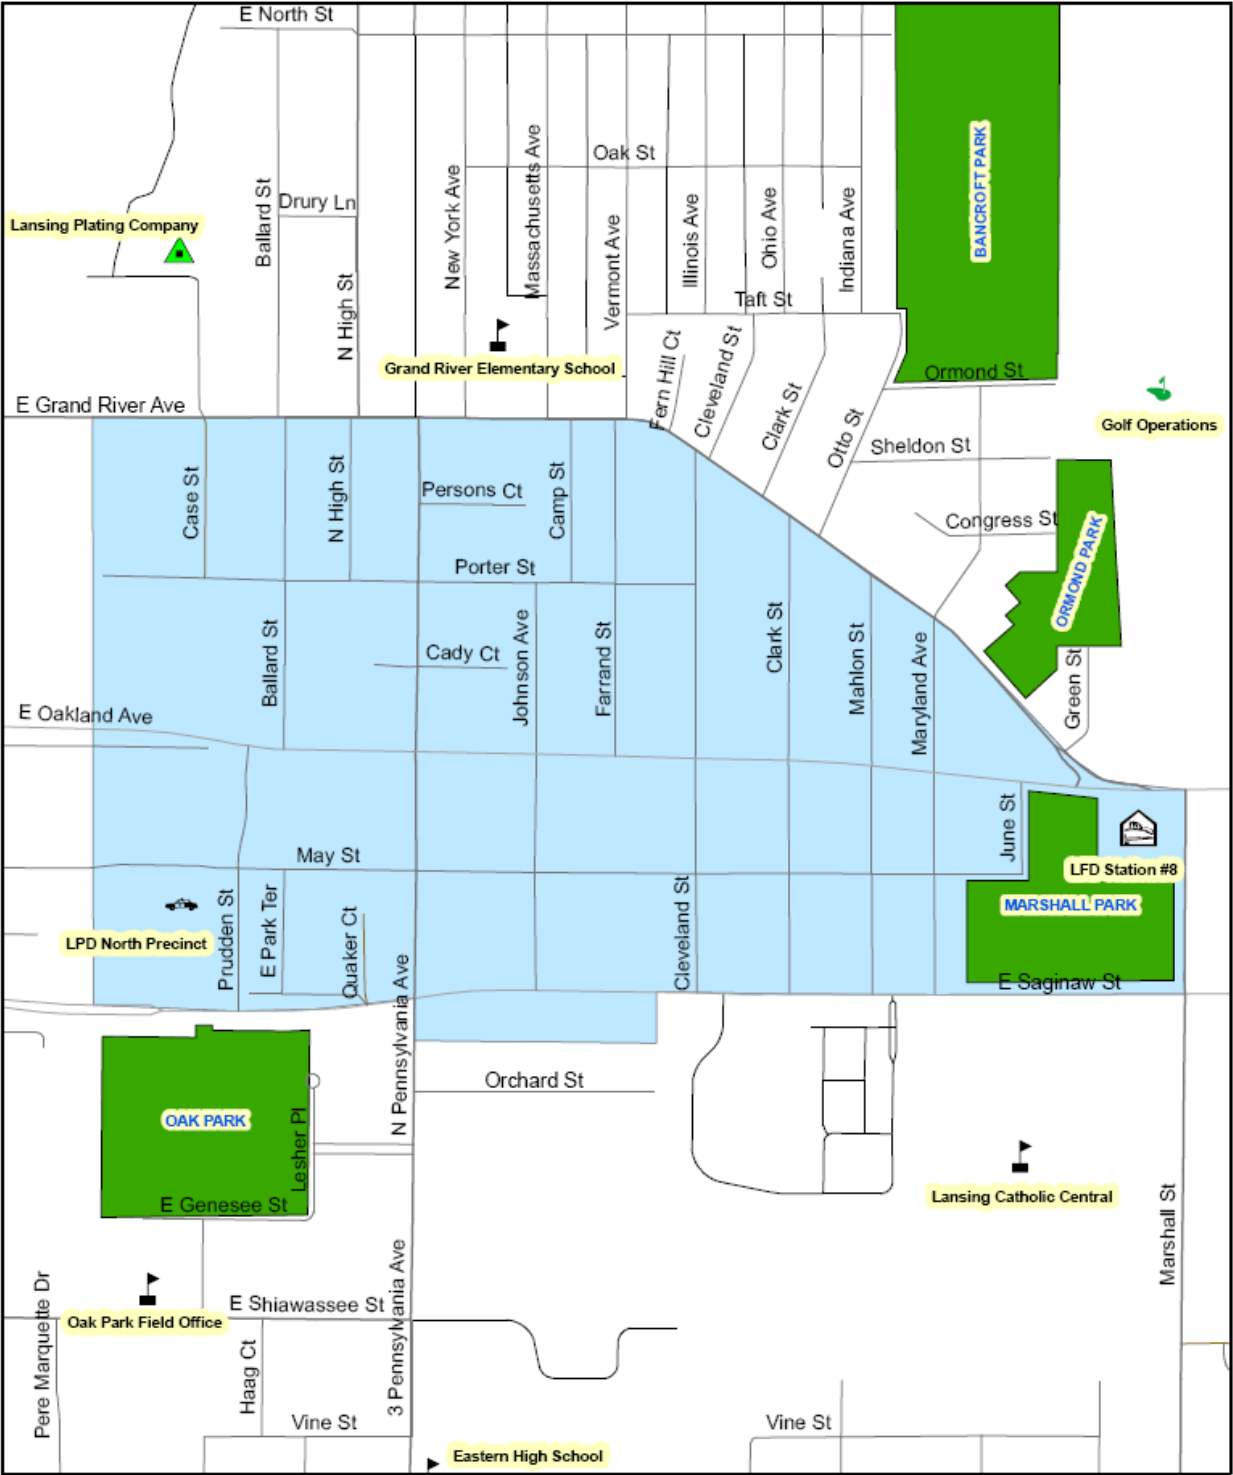 E North St
Oak St
Massachusetts Ave
BANCROFT PARK
New York Ave
Ballard St
Drury Ln
Illinois Ave
Ohio Ave
Indiana Ave
Vermont Ave
Lansing Plating Company
N High St
Taft St
Grand River Elementary School
Fern Hill Ct
Cleveland St
Clark St
Otto St
Ormond St
E Grand River Ave
Golf Operations
Sheldon St
Case St
N High St
Persons Ct
Camp St
Congress St
ORMOND PARK
Porter St
Ballard St
Cady Ct
Johnson Ave
Farrand St
Clark St
Mahlon St
Maryland Ave
Green St
E Oakland Ave
June St
May St
LFD Station #8
MARSHALL PARK
LPD North Precinct
Prudden St
E Park Ter
Quaker Ct
N Pennsylvania Ave
Cleveland St
E Saginaw St
Orchard St
OAK PARK
Lesher Pl
E Genesee St
Lansing Catholic Central
Marshall St
Pere Marquette Dr
E Shiawassee St
Oak Park Field Office
3 Pennsylvania Ave
Haag Ct
Vine St
Vine St
Eastern High School